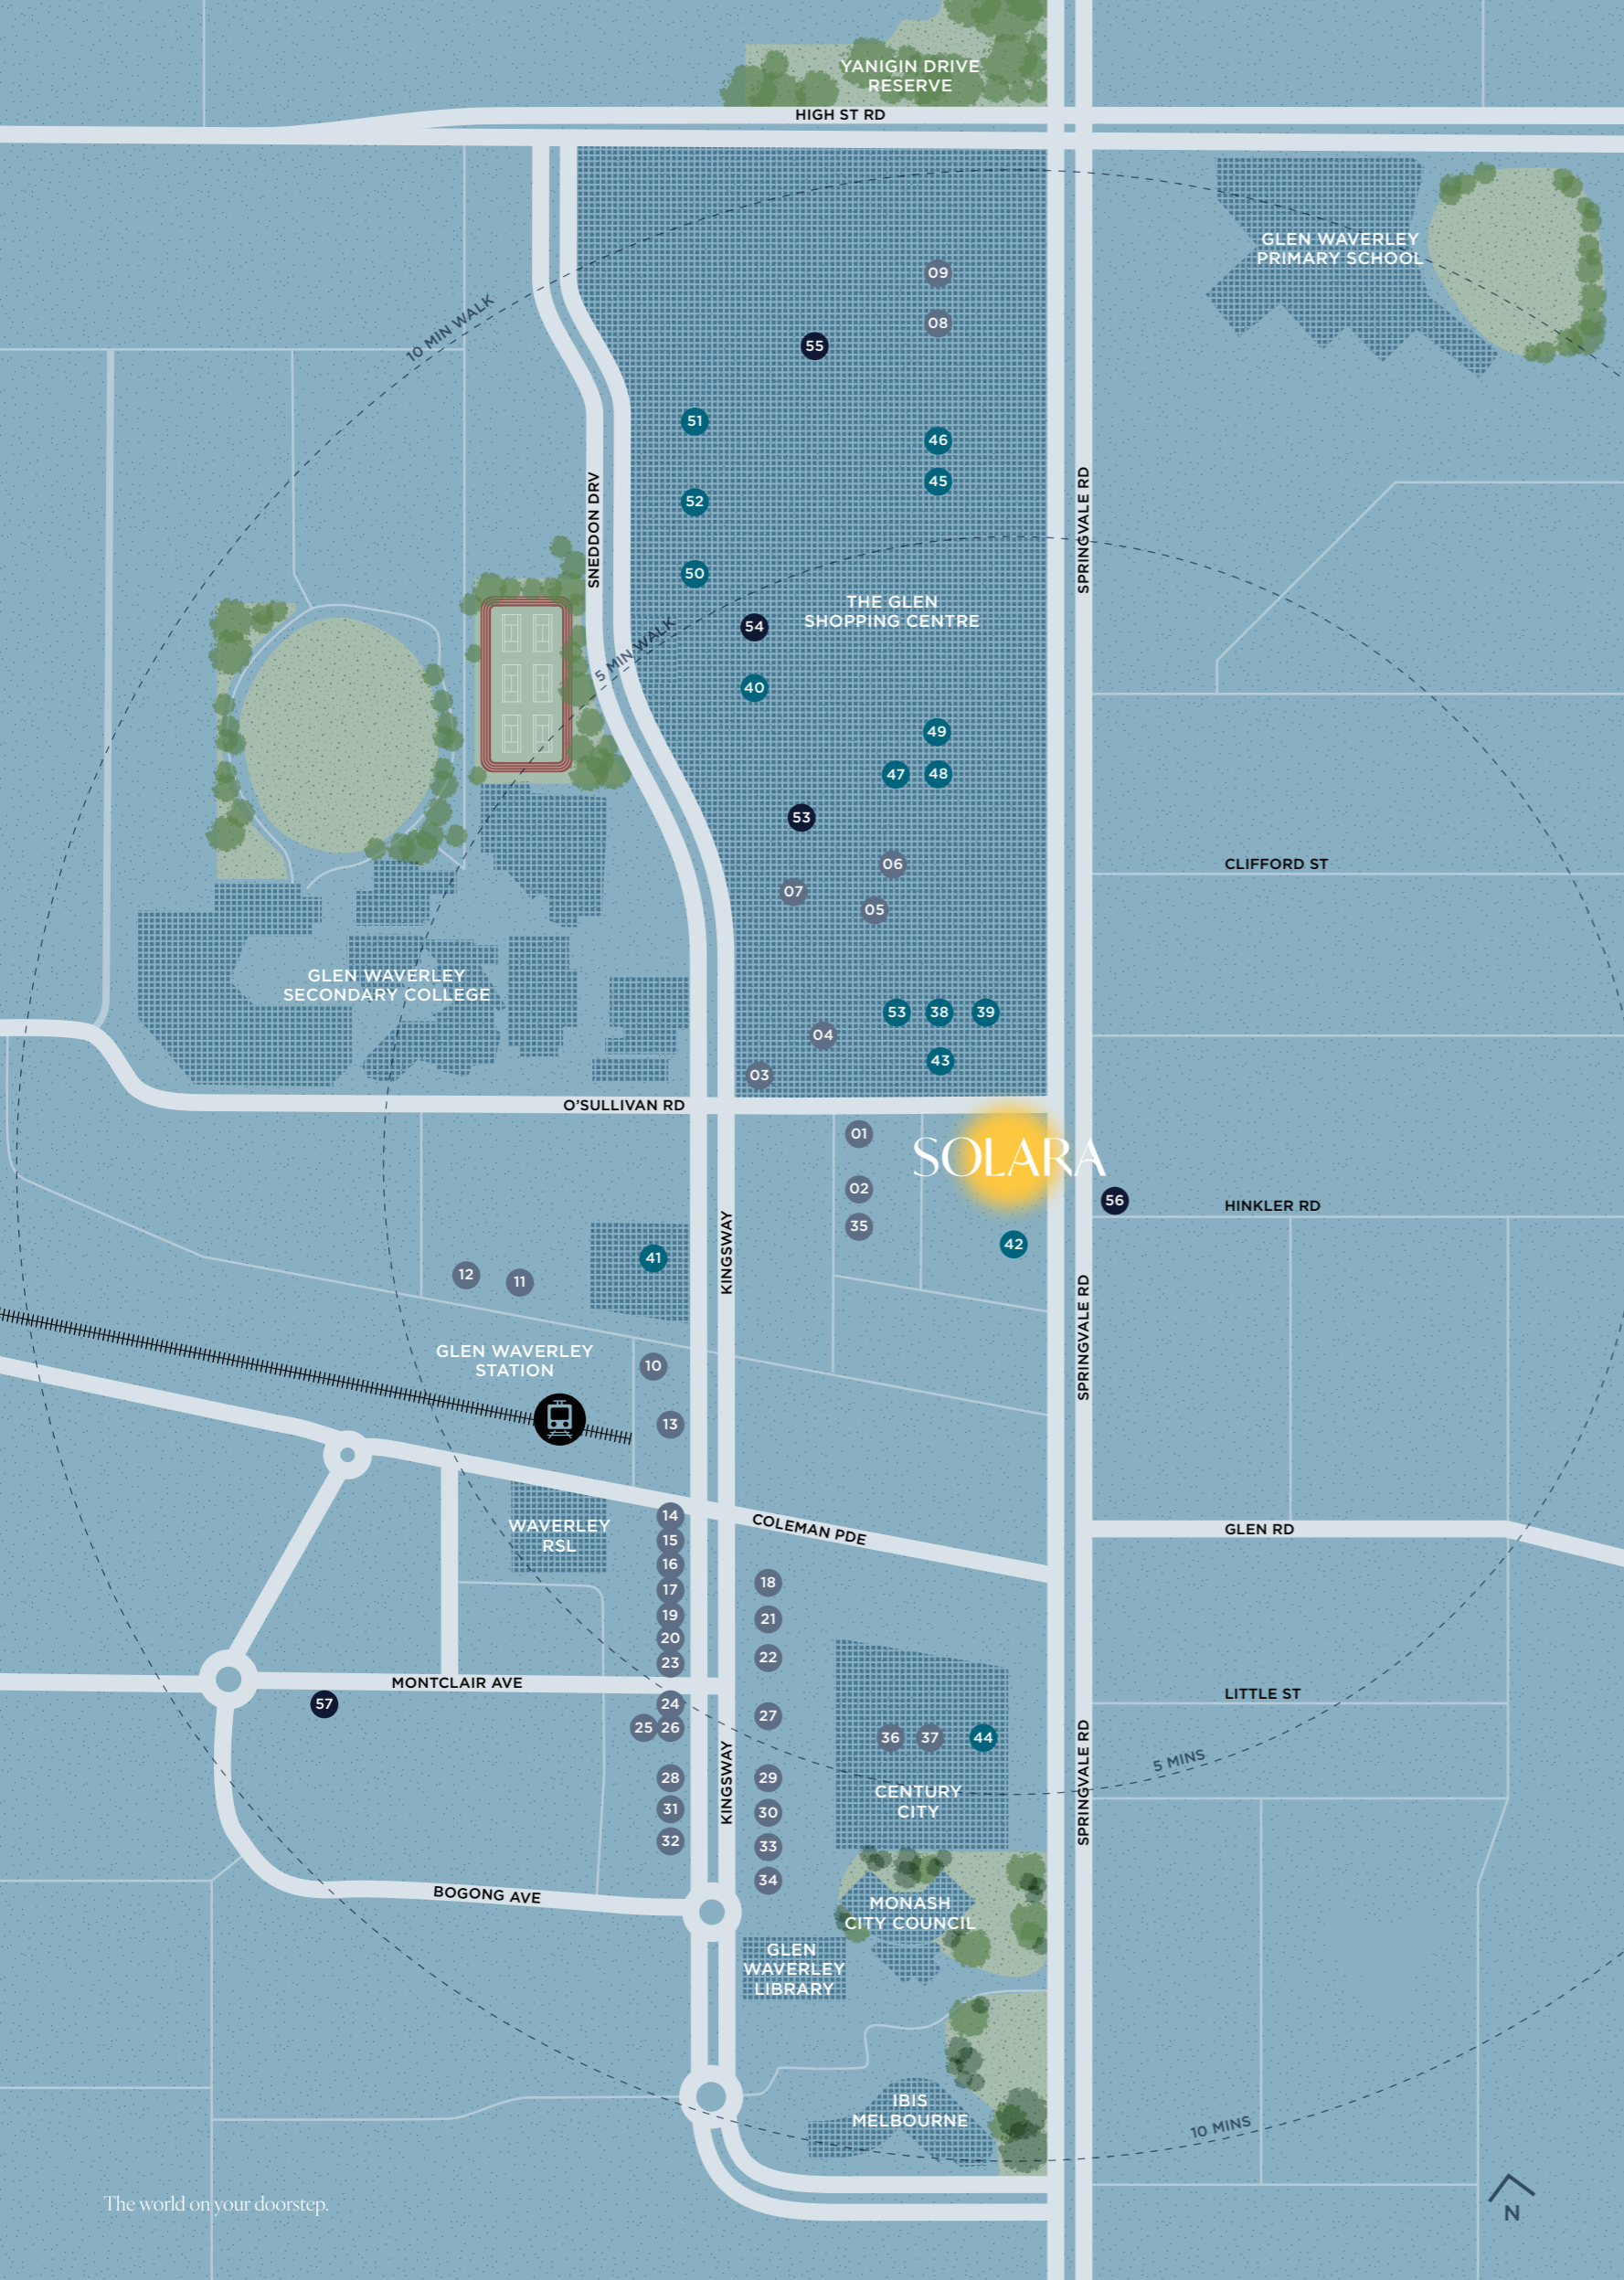 YANIGIN DRIVE
RESERVE
HIGH ST RD
GLEN WAVERLEY
PRIMARY SCHOOL
09
08
10 MIN WALK
55
51
46
45
SNEDDON DRV
SPRINGVALE RD
52
50
THE GLEN
SHOPPING CENTRE
54
5 MIN WALK
40
49
47
48
53
06
CLIFFORD ST
07
05
GLEN WAVERLEY
SECONDARY COLLEGE
53
38
39
04
43
03
O'SULLIVAN RD
01
SOLARA
02
56
HINKLER RD
35
KINGSWAY
42
41
12
11
SPRINGVALE RD
GLEN WAVERLEY
STATION
10
13
14
WAVERLEY
RSL
COLEMAN PDE
GLEN RD
15
16
17
18
19
21
20
22
23
MONTCLAIR AVE
LITTLE ST
57
24
25
26
27
36
37
44
5 MINS
KINGSWAY
SPRINGVALE RD
28
29
CENTURY
CITY
31
30
32
33
34
BOGONG AVE
MONASH
CITY COUNCIL
GLEN
WAVERLEY
LIBRARY
IBIS
MELBOURNE
10 MINS
The world on your doorstep.
N